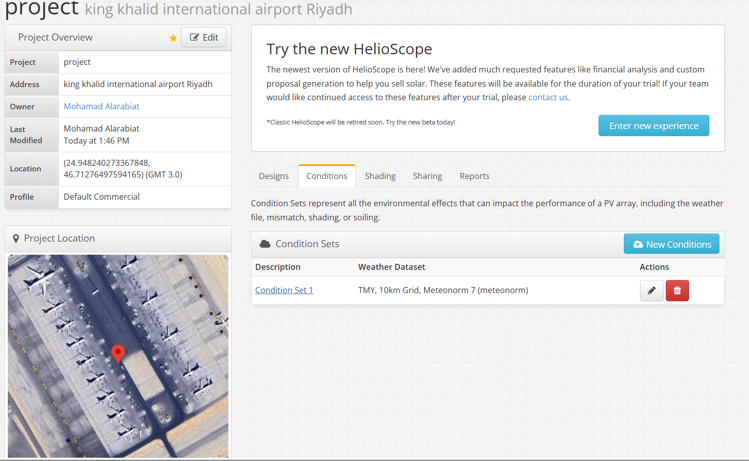 project king khalid international airport Riyadh
Project Overview
Edit
Project project
Address king khalid international airport Riyadh
Owner Mohamad Alarabiat
Last Modified Mohamad Alarabiat
Today at 1:46 PM
Location (24.948240273367848,
46.71276497594165) (GMT 3.0)
Profile Default Commercial
Project Location
Try the new HelioScope
The newest version of HelioScope is here! We've added much requested features like financial analysis and custom
proposal generation to help you sell solar. These features will be available for the duration of your trial! If your team
would like continued access to these features after your trial, please contact us.
*Classic HelioScope will be retired soon. Try the new beta today!
Enter new experience
Designs Conditions Shading Sharing Reports
Condition Sets represent all the environmental effects that can impact the performance of a PV array, including the weather
file, mismatch, shading, or soiling.
Condition Sets
New Conditions
Description Weather Dataset Actions
Condition Set 1 TMY, 10km Grid, Meteonorm 7 (meteonorm)